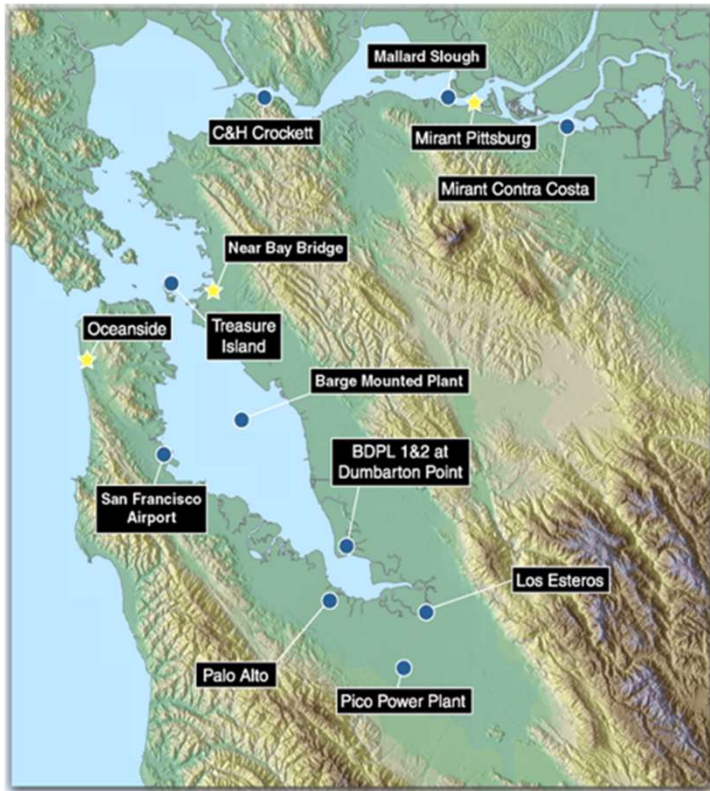 Mallard Slough
C&H Crockett
Mirant Pittsburg
Mirant Contra Costa
Near Bay Bridge
Oceanside
Treasure
Island
Barge Mounted Plant
BDPL 1&2 at
Dumbarton Point
San Francisco
Airport
Los Esteros
Palo Alto
Pico Power Plant